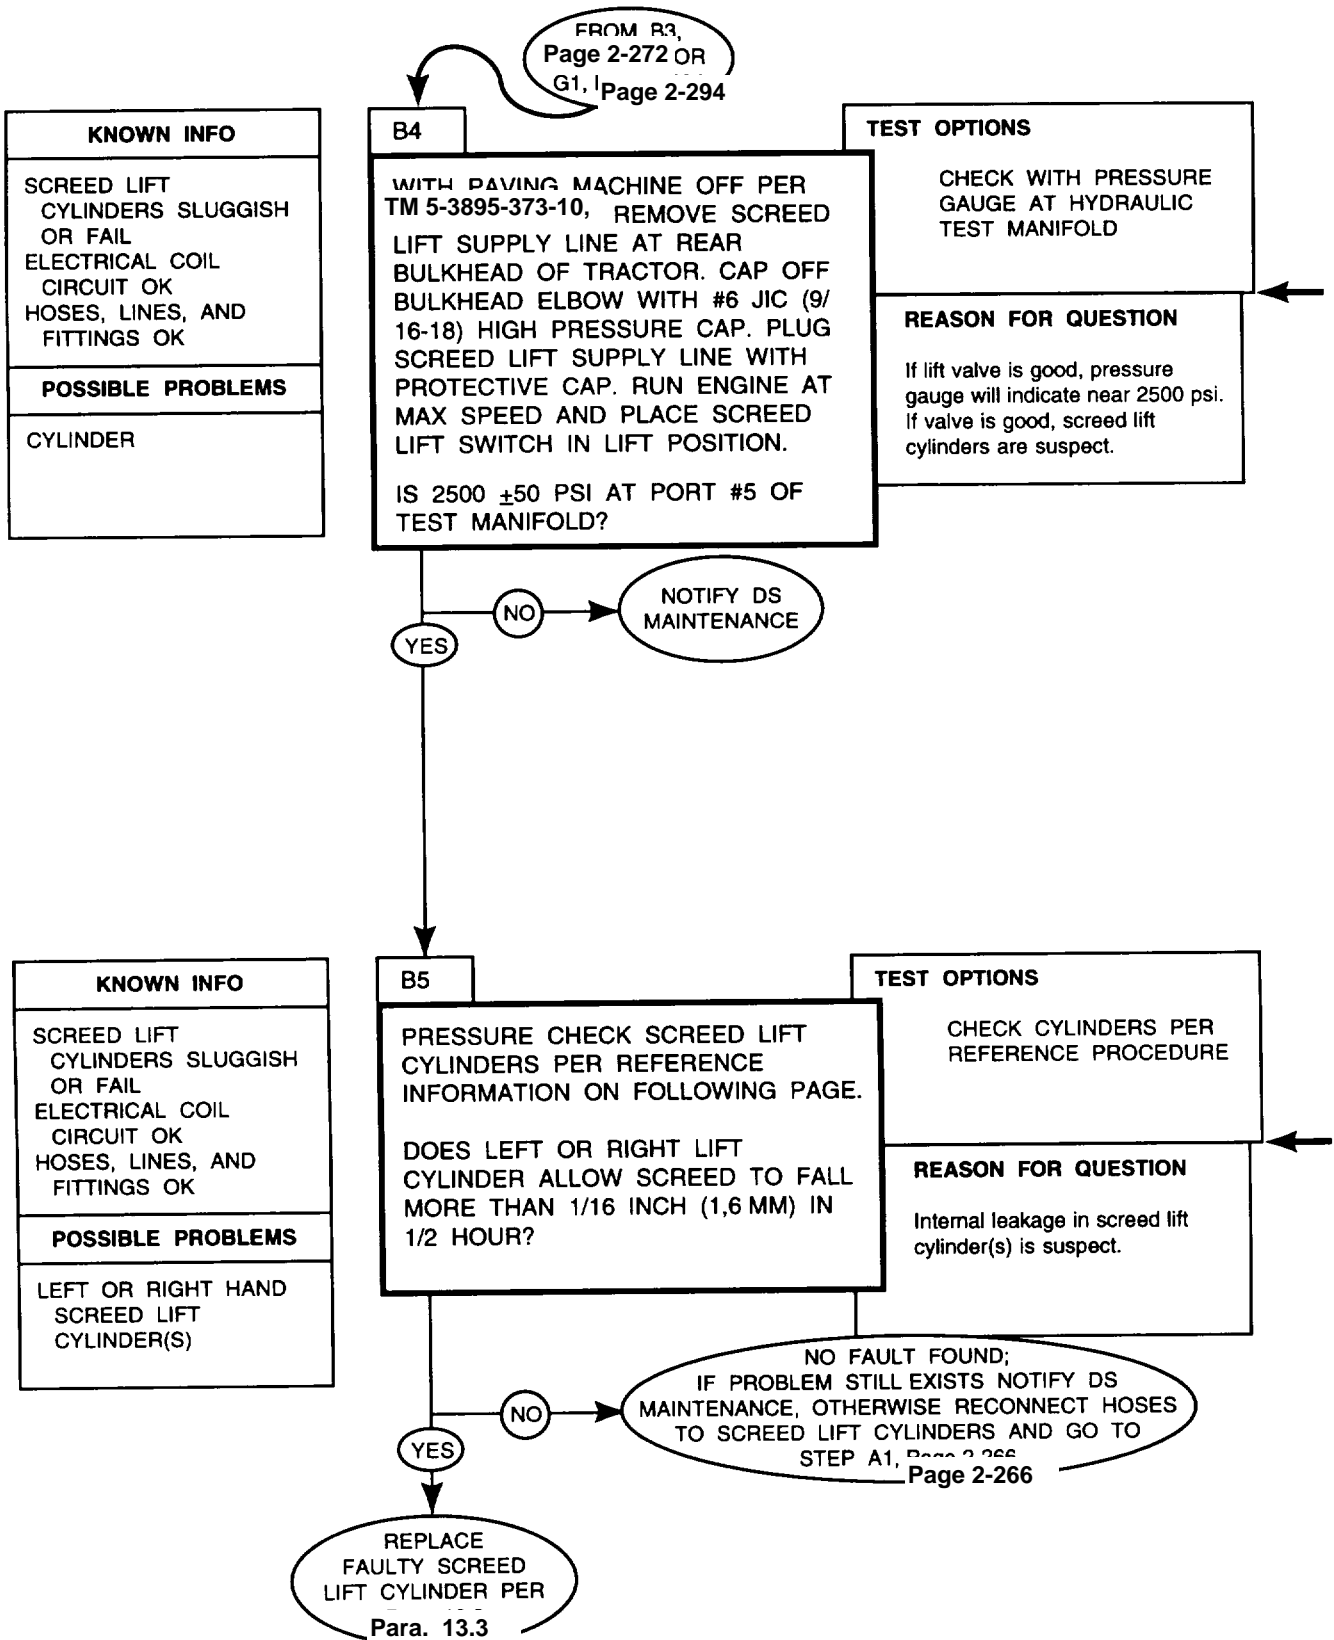 FROM B3,
Page 2-272 OR
G1, Page 2-294
KNOWN INFO
SCREED LIFT
CYLINDERS SLUGGISH
OR FAIL
ELECTRICAL COIL
CIRCUIT OK
HOSES, LINES, AND
FITTINGS OK
POSSIBLE PROBLEMS
CYLINDER
B4
WITH PAVING MACHINE OFF PER
TM 5-3895-373-10, REMOVE SCREED
LIFT SUPPLY LINE AT REAR
BULKHEAD OF TRACTOR. CAP OFF
BULKHEAD ELBOW WITH #6 JIC (9/
16-18) HIGH PRESSURE CAP. PLUG
SCREED LIFT SUPPLY LINE WITH
PROTECTIVE CAP. RUN ENGINE AT
MAX SPEED AND PLACE SCREED
LIFT SWITCH IN LIFT POSITION.
IS 2500 ±50 PSI AT PORT #5 OF
TEST MANIFOLD?
TEST OPTIONS
CHECK WITH PRESSURE
GAUGE AT HYDRAULIC
TEST MANIFOLD
REASON FOR QUESTION
If lift valve is good, pressure
gauge will indicate near 2500 psi.
If valve is good, screed lift
cylinders are suspect.
NO
NOTIFY DS
MAINTENANCE
YES
KNOWN INFO
SCREED LIFT
CYLINDERS SLUGGISH
OR FAIL
ELECTRICAL COIL
CIRCUIT OK
HOSES, LINES, AND
FITTINGS OK
POSSIBLE PROBLEMS
LEFT OR RIGHT HAND
SCREED LIFT
CYLINDER(S)
B5
PRESSURE CHECK SCREED LIFT
CYLINDERS PER REFERENCE
INFORMATION ON FOLLOWING PAGE.
DOES LEFT OR RIGHT LIFT
CYLINDER ALLOW SCREED TO FALL
MORE THAN 1/16 INCH (1,6 MM) IN
1/2 HOUR?
TEST OPTIONS
CHECK CYLINDERS PER
REFERENCE PROCEDURE
REASON FOR QUESTION
Internal leakage in screed lift
cylinder(s) is suspect.
NO
NO FAULT FOUND;
IF PROBLEM STILL EXISTS NOTIFY DS
MAINTENANCE, OTHERWISE RECONNECT HOSES
TO SCREED LIFT CYLINDERS AND GO TO
STEP A1, Page 2-266
Page 2-266
YES
REPLACE
FAULTY SCREED
LIFT CYLINDER PER
Para. 13.3